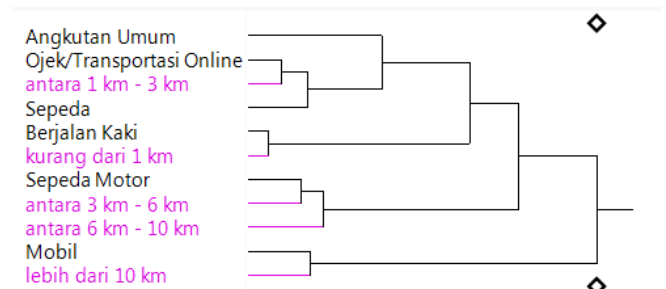 Angkutan Umum
Ojek/Transportasi Online
antara 1 km - 3 km
Sepeda
Berjalan Kaki
kurang dari 1 km
Sepeda Motor
antara 3 km - 6 km
antara 6 km - 10 km
Mobil
lebih dari 10 km